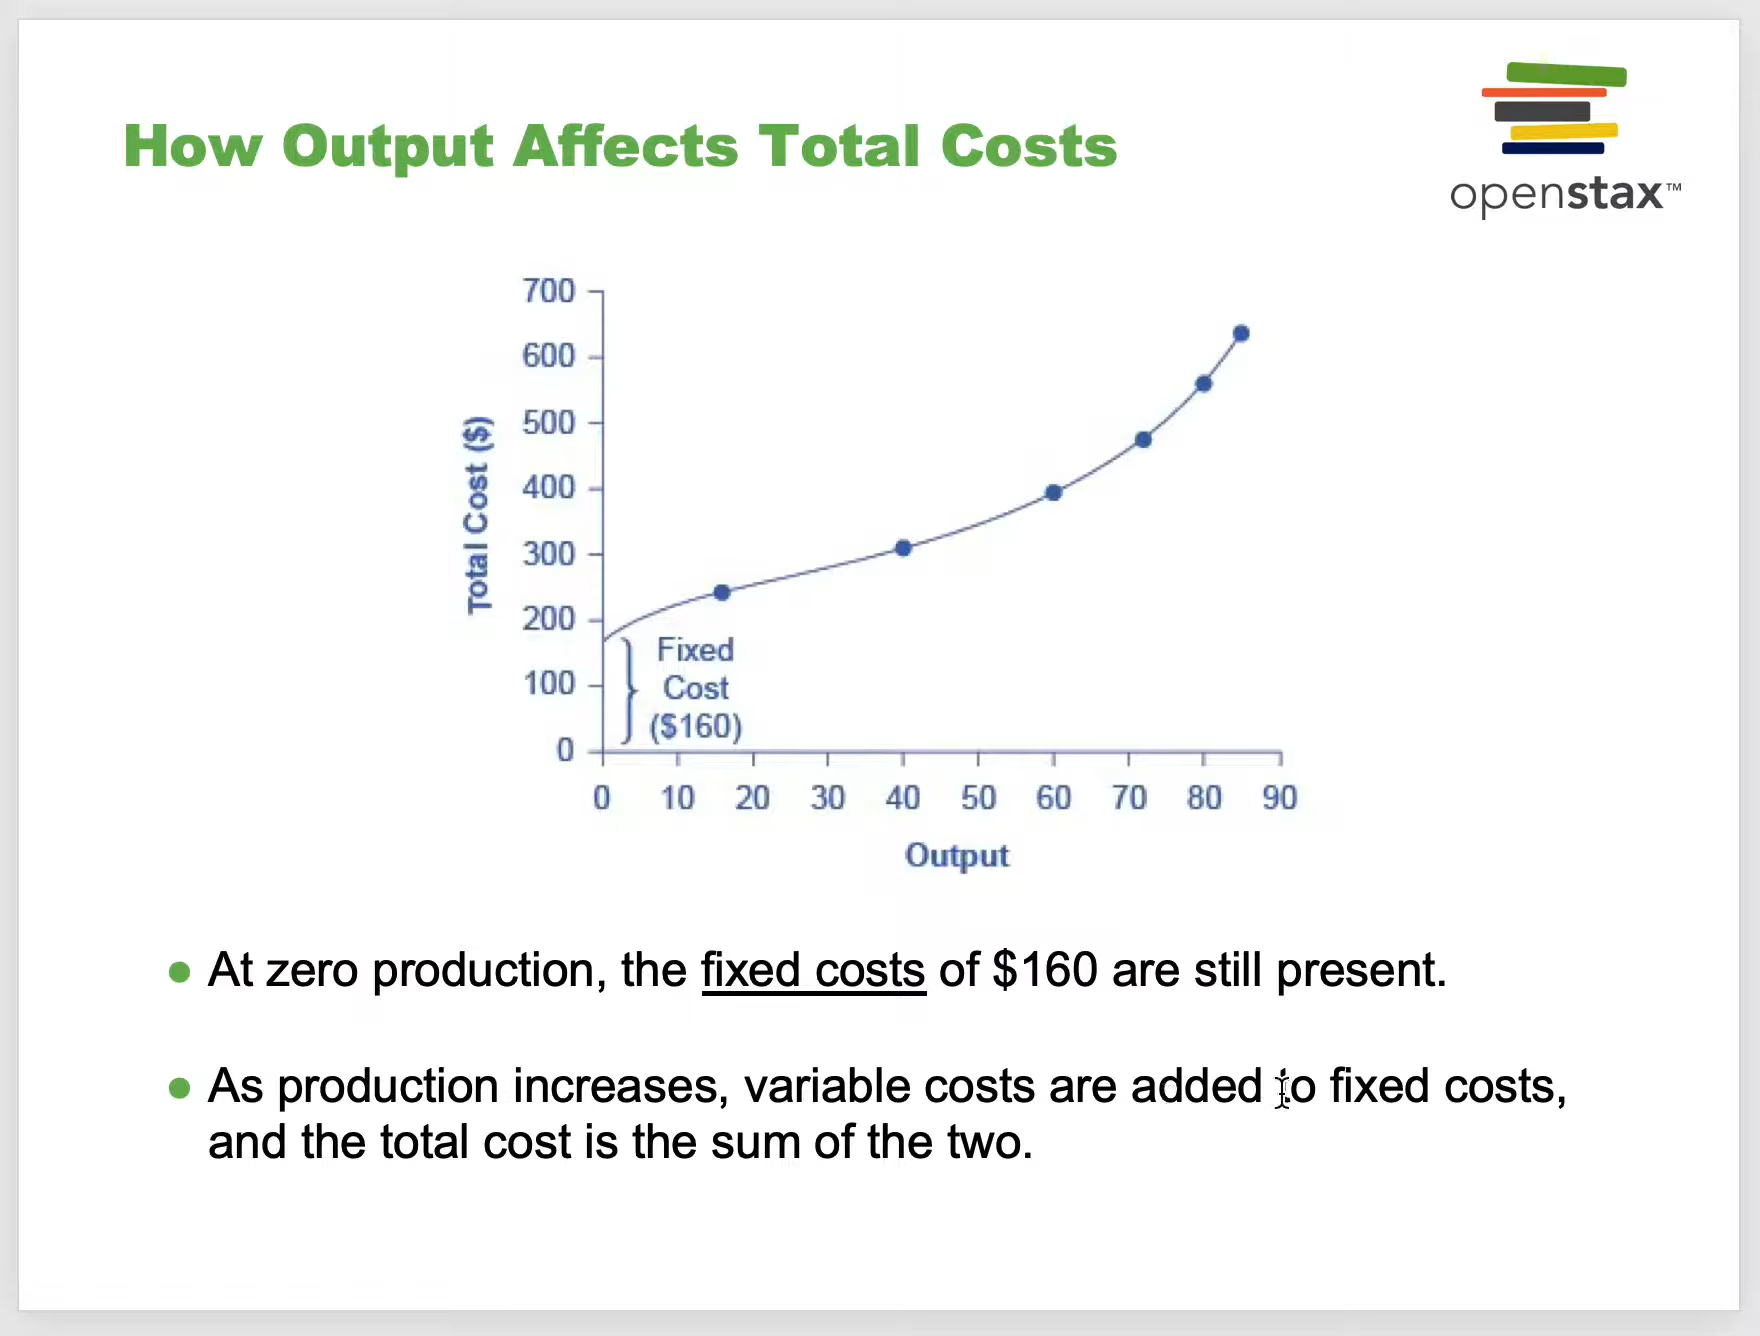 How Output Affects Total Costs
openstax™
700
600
500
400
300
200
100
0
Total Cost ($)
Fixed
Cost
($160)
0 10 20 30 40 50 60 70 80 90
Output
At zero production, the fixed costs of $160 are still present.
As production increases, variable costs are added to fixed costs,
and the total cost is the sum of the two.